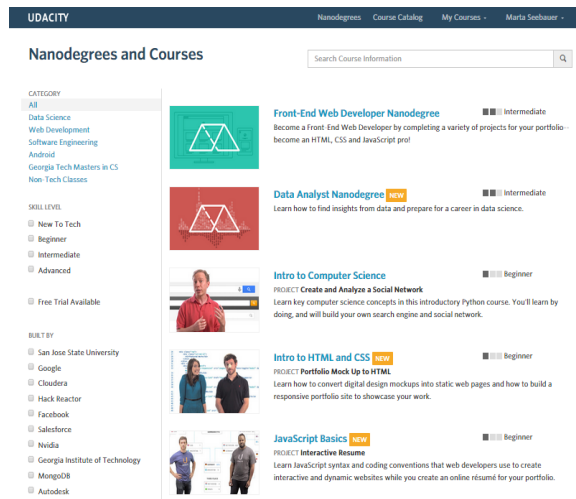 UDACITY
Nanodegrees
Course Catalog
My Courses
Marta Seebauer
Nanodegrees and Courses
Search Course Information
CATEGORY
All
Data Science
Web Development
Software Engineering
Android
Georgia Tech Masters in CS
Non-Tech Classes
SKILL LEVEL
New To Tech
Beginner
Intermediate
Advanced
Free Trial Available
BUILT BY
San Jose State University
Google
Cloudera
Hack Reactor
Facebook
Salesforce
Nvidia
Georgia Institute of Technology
MongoDB
Autodesk
Front-End Web Developer Nanodegree
Intermediate
Become a Front-End Web Developer by completing a variety of projects for your portfolio--
become an HTML, CSS and JavaScript pro!
Data Analyst Nanodegree NEW
Intermediate
Learn how to find insights from data and prepare for a career in data science.
Intro to Computer Science
Beginner
PROJECT Create and Analyze a Social Network
Learn key computer science concepts in this introductory Python course. You'll learn by
doing, and will build your own search engine and social network.
Intro to HTML and CSS NEW
Beginner
PROJECT Portfolio Mock Up to HTML
Learn how to convert digital design mockups into static web pages and how to build a
responsive portfolio site to showcase your work.
JavaScript Basics NEW
Beginner
PROJECT Interactive Resume
Learn JavaScript syntax and coding conventions that web developers use to create
interactive and dynamic websites while you create an online résumé for your portfolio.